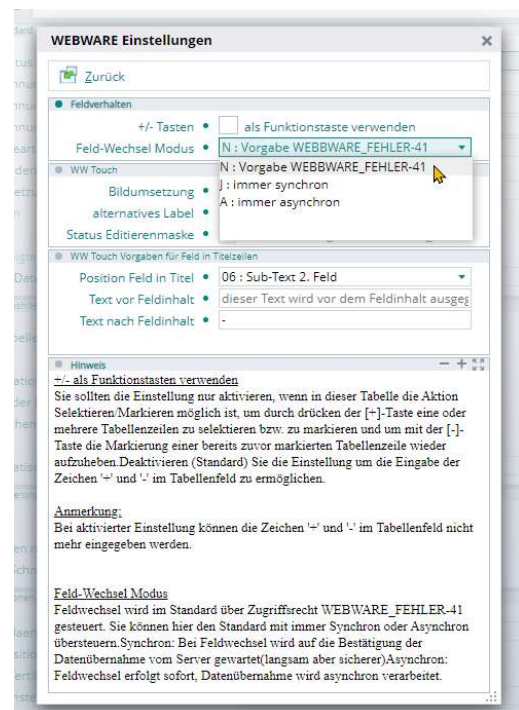 WEBWARE Einstellungen
Zurück
Feldverhalten
+/- Tasten
als Funktionstaste verwenden
Feld-Wechsel Modus
N : Vorgabe WEBBWARE_FEHLER-41
N : Vorgabe WEBBWARE_FEHLER-41
J : immer synchron
A : immer asynchron
WW Touch
Bildumsetzung
alternatives Label
Status Editierenmaske
WW Touch Vorgaben für Feld in Titelzeilen
Position Feld in Titel
06 : Sub-Text 2. Feld
Text vor Feldinhalt
dieser Text wird vor dem Feldinhalt ausgeg
Text nach Feldinhalt
-
Hinweis
+/- als Funktionstasten verwenden
Sie sollten die Einstellung nur aktivieren, wenn in dieser Tabelle die Aktion
Selektieren/Markieren möglich ist, um durch drücken der [+]-Taste eine oder
mehrere Tabellenzeilen zu selektieren bzw. zu markieren und um mit der [-]-
Taste die Markierung einer bereits zuvor markierten Tabellenzeile wieder
aufzuheben.Deaktivieren (Standard) Sie die Einstellung um die Eingabe der
Zeichen '+' und '-' im Tabellenfeld zu ermöglichen.
Anmerkung:
Bei aktivierter Einstellung können die Zeichen '+' und '-' im Tabellenfeld nicht
mehr eingegeben werden.
Feld-Wechsel Modus
Feldwechsel wird im Standard über Zugriffsrecht WEBWARE_FEHLER-41
gesteuert. Sie können hier den Standard mit immer Synchron oder Asynchron
übersteuern.Synchron: Bei Feldwechsel wird auf die Bestätigung der
Datenübernahme vom Server gewartet(langsam aber sicherer)Asynchron:
Feldwechsel erfolgt sofort, Datenübernahme wird asynchron verarbeitet.